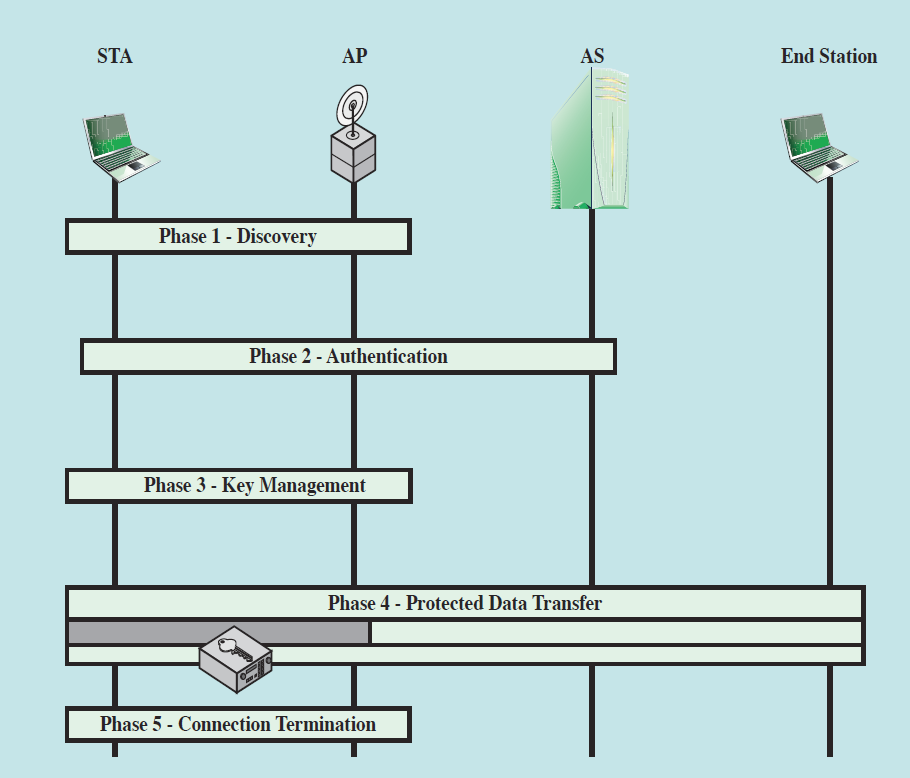 STA
AP
AS
End Station
Phase 1 - Discovery
Phase 2 - Authentication
Phase 3 - Key Management
Phase 4 - Protected Data Transfer
Phase 5 - Connection Termination